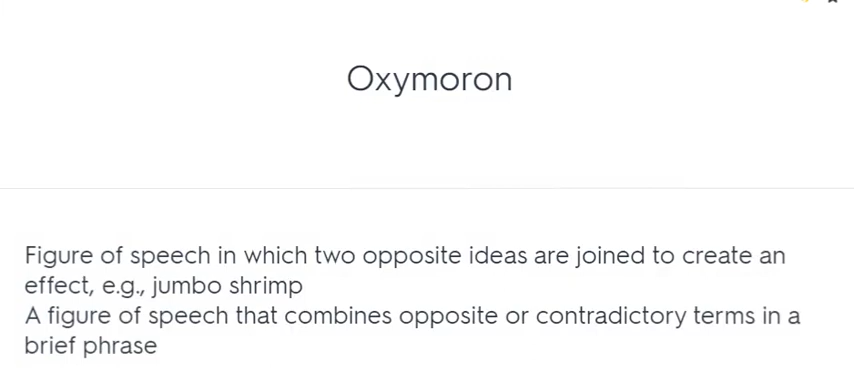 Oxymoron
Figure of speech in which two opposite ideas are joined to create an
effect, e.g., jumbo shrimp
A figure of speech that combines opposite or contradictory terms in a
brief phrase